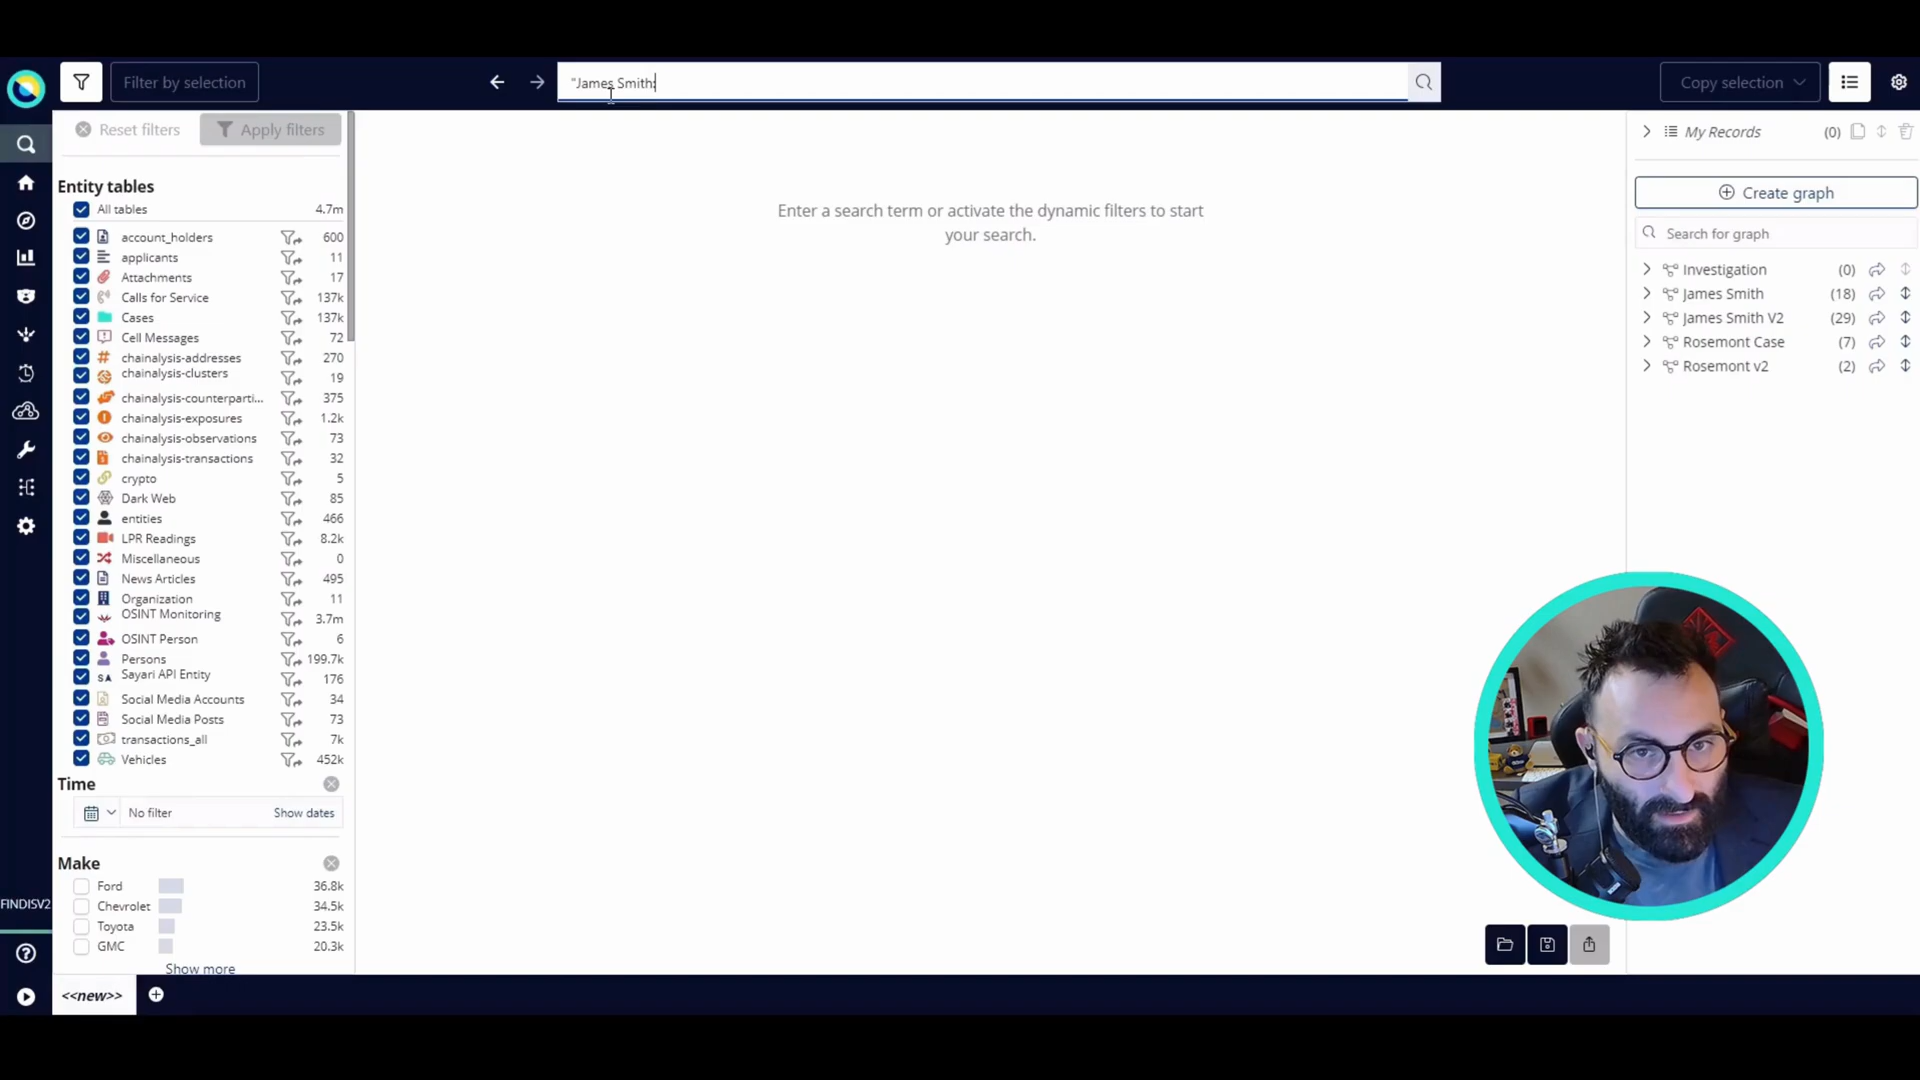 Filter by selection
"James Smith:
Copy selection
Reset filters
Apply filters
My Records (0)
Enter a search term or activate the dynamic filters to start
your search.
Create graph
Search for graph
Investigation (0)
James Smith (18)
James Smith V2 (29)
Rosemont Case (7)
Rosemont v2 (2)
Entity tables
All tables 4.7m
account_holders 600
applicants 11
Attachments 17
Calls for Service 137k
Cases 137k
Cell Messages 72
chainalysis-addresses 270
chainalysis-clusters 19
chainalysis-counterparti... 375
chainalysis-exposures 1.2k
chainalysis-observations 73
chainalysis-transactions 32
crypto 5
Dark Web 85
entities 466
LPR Readings 8.2k
Miscellaneous 0
News Articles 495
Organization 11
OSINT Monitoring 3.7m
OSINT Person 6
Persons 199.7k
SA Sayari API Entity 176
Social Media Accounts 34
Social Media Posts 73
transactions_all 7k
Vehicles 452k
Time
No filter Show dates
Make
Ford 36.8k
Chevrolet 34.5k
Toyota 23.5k
GMC 20.3k
Show more
FINDISV2
<<new>>